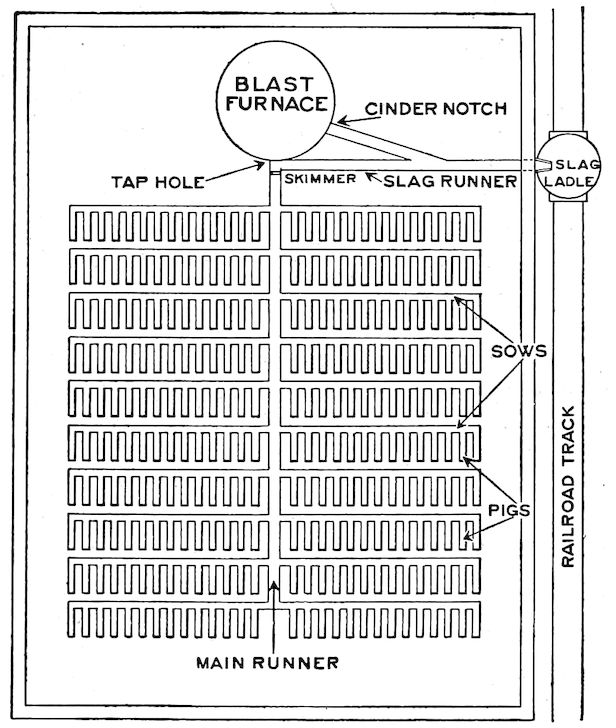 BLAST
FURNACE
CINDER NOTCH
TAP HOLE
SKIMMER
SLAG RUNNER
SLAG
LADLE
SOWS
PIGS
RAILROAD TRACK
MAIN RUNNER